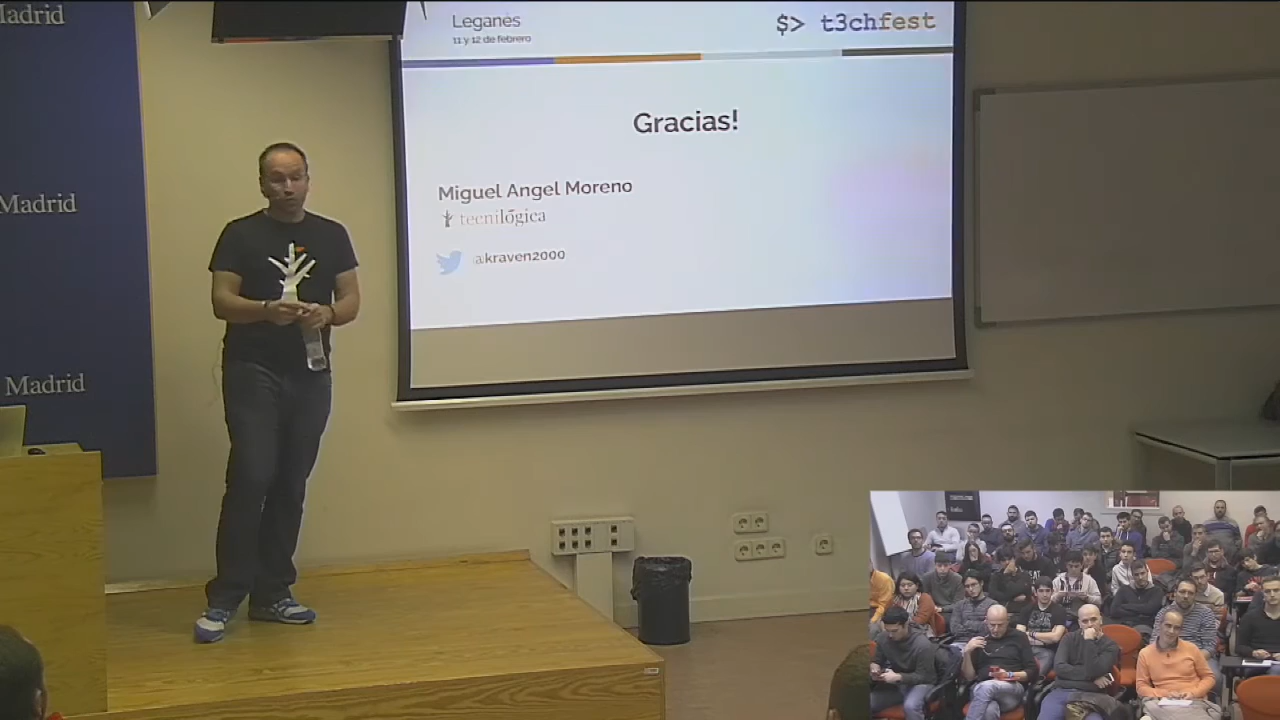 Madrid
Madrid
Madrid
Leganés
11 y 12 de febrero
$> t3chfest
Gracias!
Miguel Angel Moreno
tecnilógica
@kraven2000